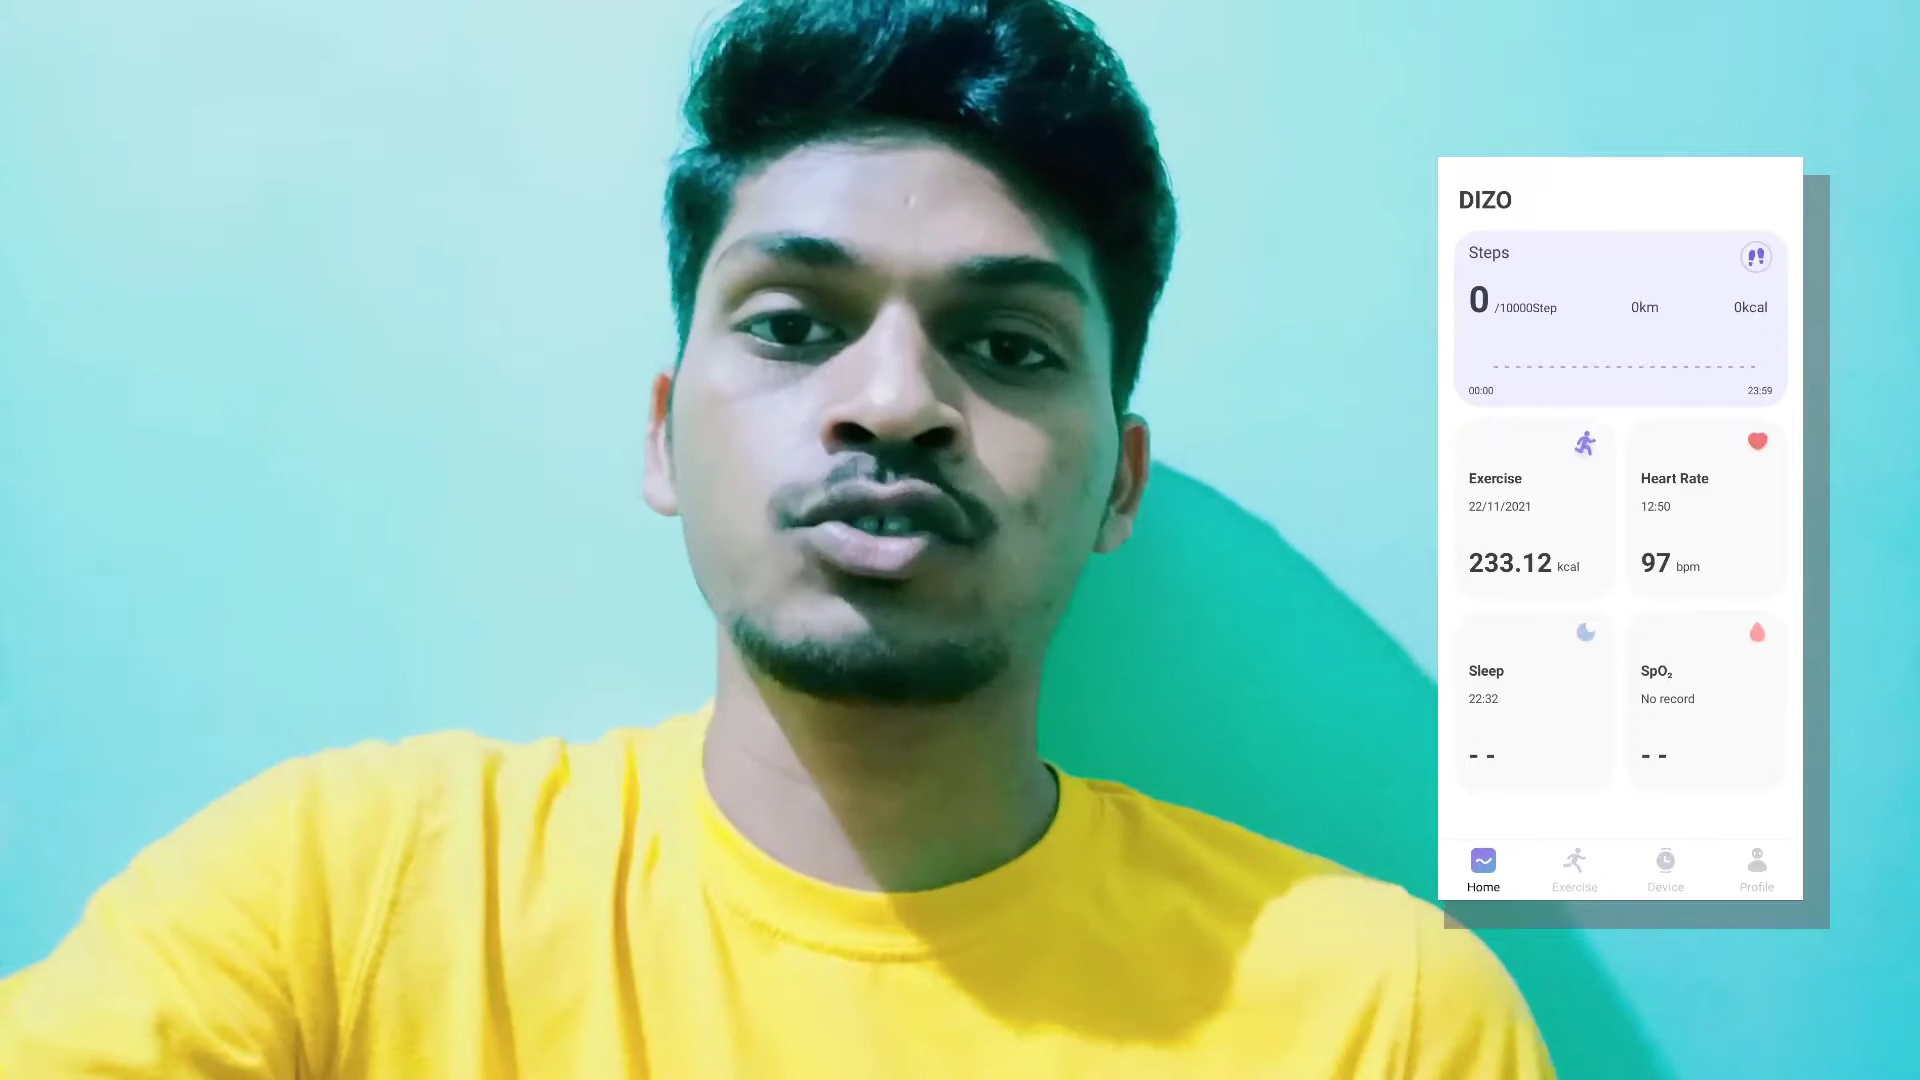 DIZO
Steps
0 /10000Step 0km 0kcal
00:00 23:59
Exercise
22/11/2021
233.12 kcal
Heart Rate
12:50
97 bpm
Sleep
22:32
- -
SpO₂
No record
- -
Home Exercise Device Profile